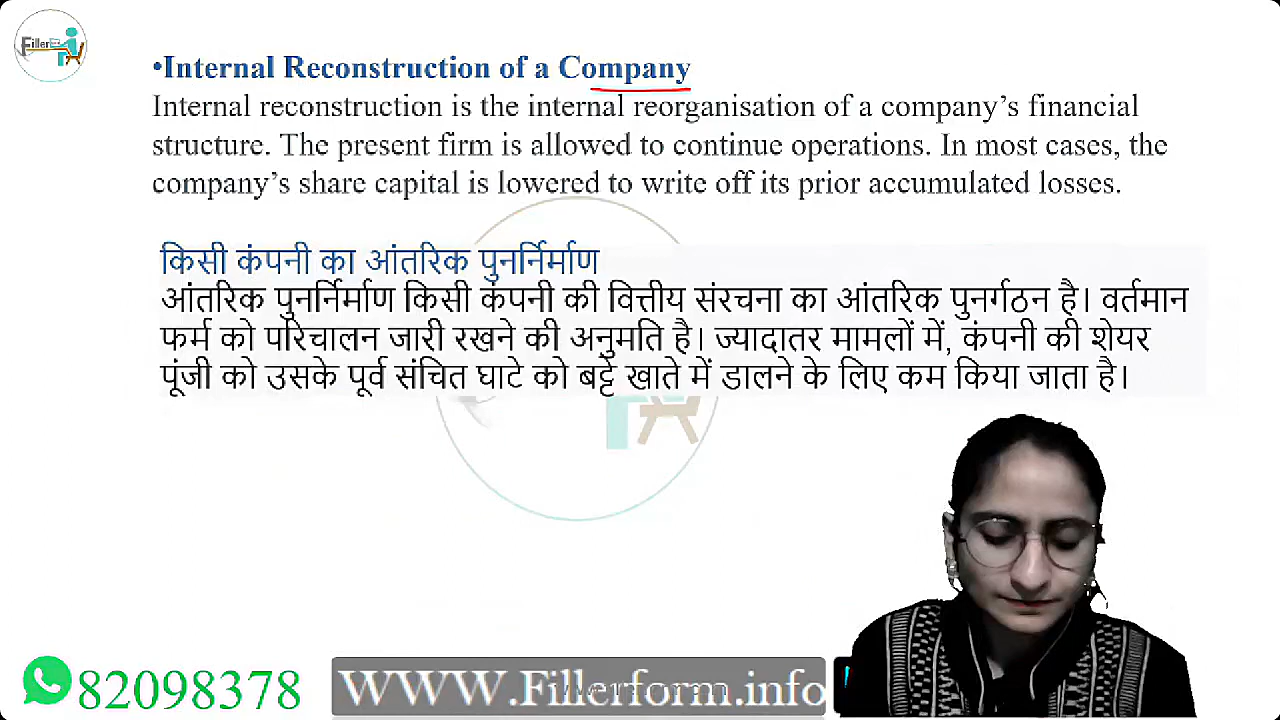 Filler
•Internal Reconstruction of a Company
Internal reconstruction is the internal reorganisation of a company’s financial
structure. The present firm is allowed to continue operations. In most cases, the
company’s share capital is lowered to write off its prior accumulated losses.
किसी कंपनी का आंतरिक पुनर्निर्माण
आंतरिक पुनर्निर्माण किसी कंपनी की वित्तीय संरचना का आंतरिक पुनर्गठन है। वर्तमान
फर्म को परिचालन जारी रखने की अनुमति है। ज्यादातर मामलों में, कंपनी की शेयर
पूंजी को उसके पूर्व संचित घाटे को बट्टे खाते में डालने के लिए कम किया जाता है।
82098378
WWW.Fillerform.info